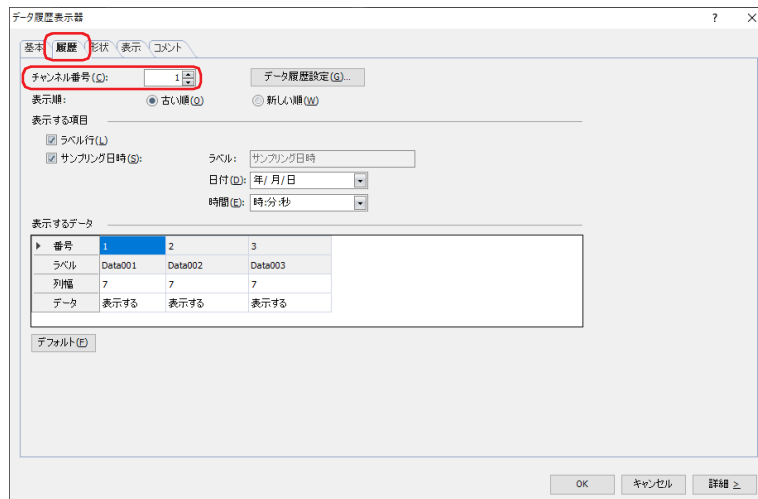 データ履歴表示器 ? ×
基本 履歴 形状 表示 コメント
チャンネル番号(C): 1 データ履歴設定(G)...
表示順: 古い順(O) 新しい順(W)
表示する項目
ラベル行(L)
サンプリング日時(S): ラベル: サンプリング日時
日付(D): 年/月/日
時間(E): 時:分:秒
表示するデータ
番号 1 2 3
ラベル Data001 Data002 Data003
列幅 7 7 7
データ 表示する 表示する 表示する
デフォルト(F)
OK キャンセル 詳細 >